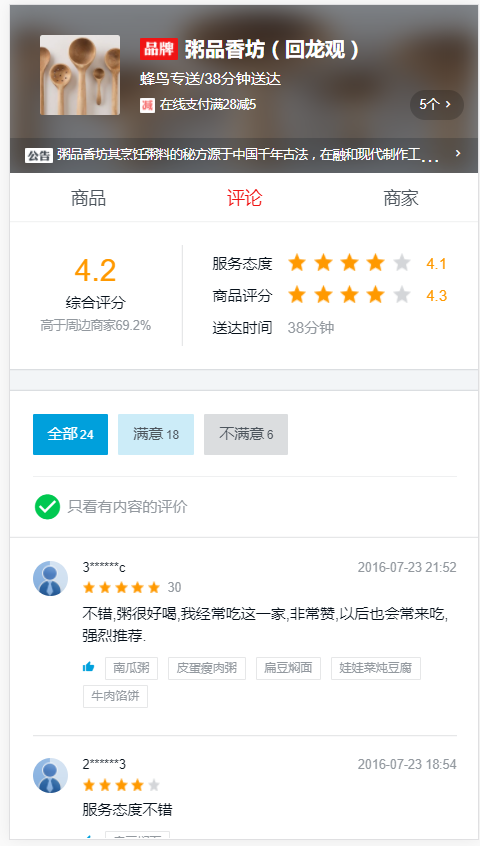 品牌 粥品香坊（回龙观）
蜂鸟专送/38分钟送达
减 在线支付满28减5
5个 >
公告 粥品香坊其烹饪粥料的秘方源于中国千年古法，在融和现代制作工... >
商品 评论 商家
4.2
综合评分
高于周边商家69.2%
服务态度 4.1
商品评分 4.3
送达时间 38分钟
全部 24 满意 18 不满意 6
只看有内容的评价
3******c 2016-07-23 21:52
30
不错,粥很好喝,我经常吃这一家,非常赞,以后也会常来吃,
强烈推荐.
南瓜粥 皮蛋瘦肉粥 扁豆焖面 娃娃菜炖豆腐
牛肉馅饼
2******3 2016-07-23 18:54
服务态度不错